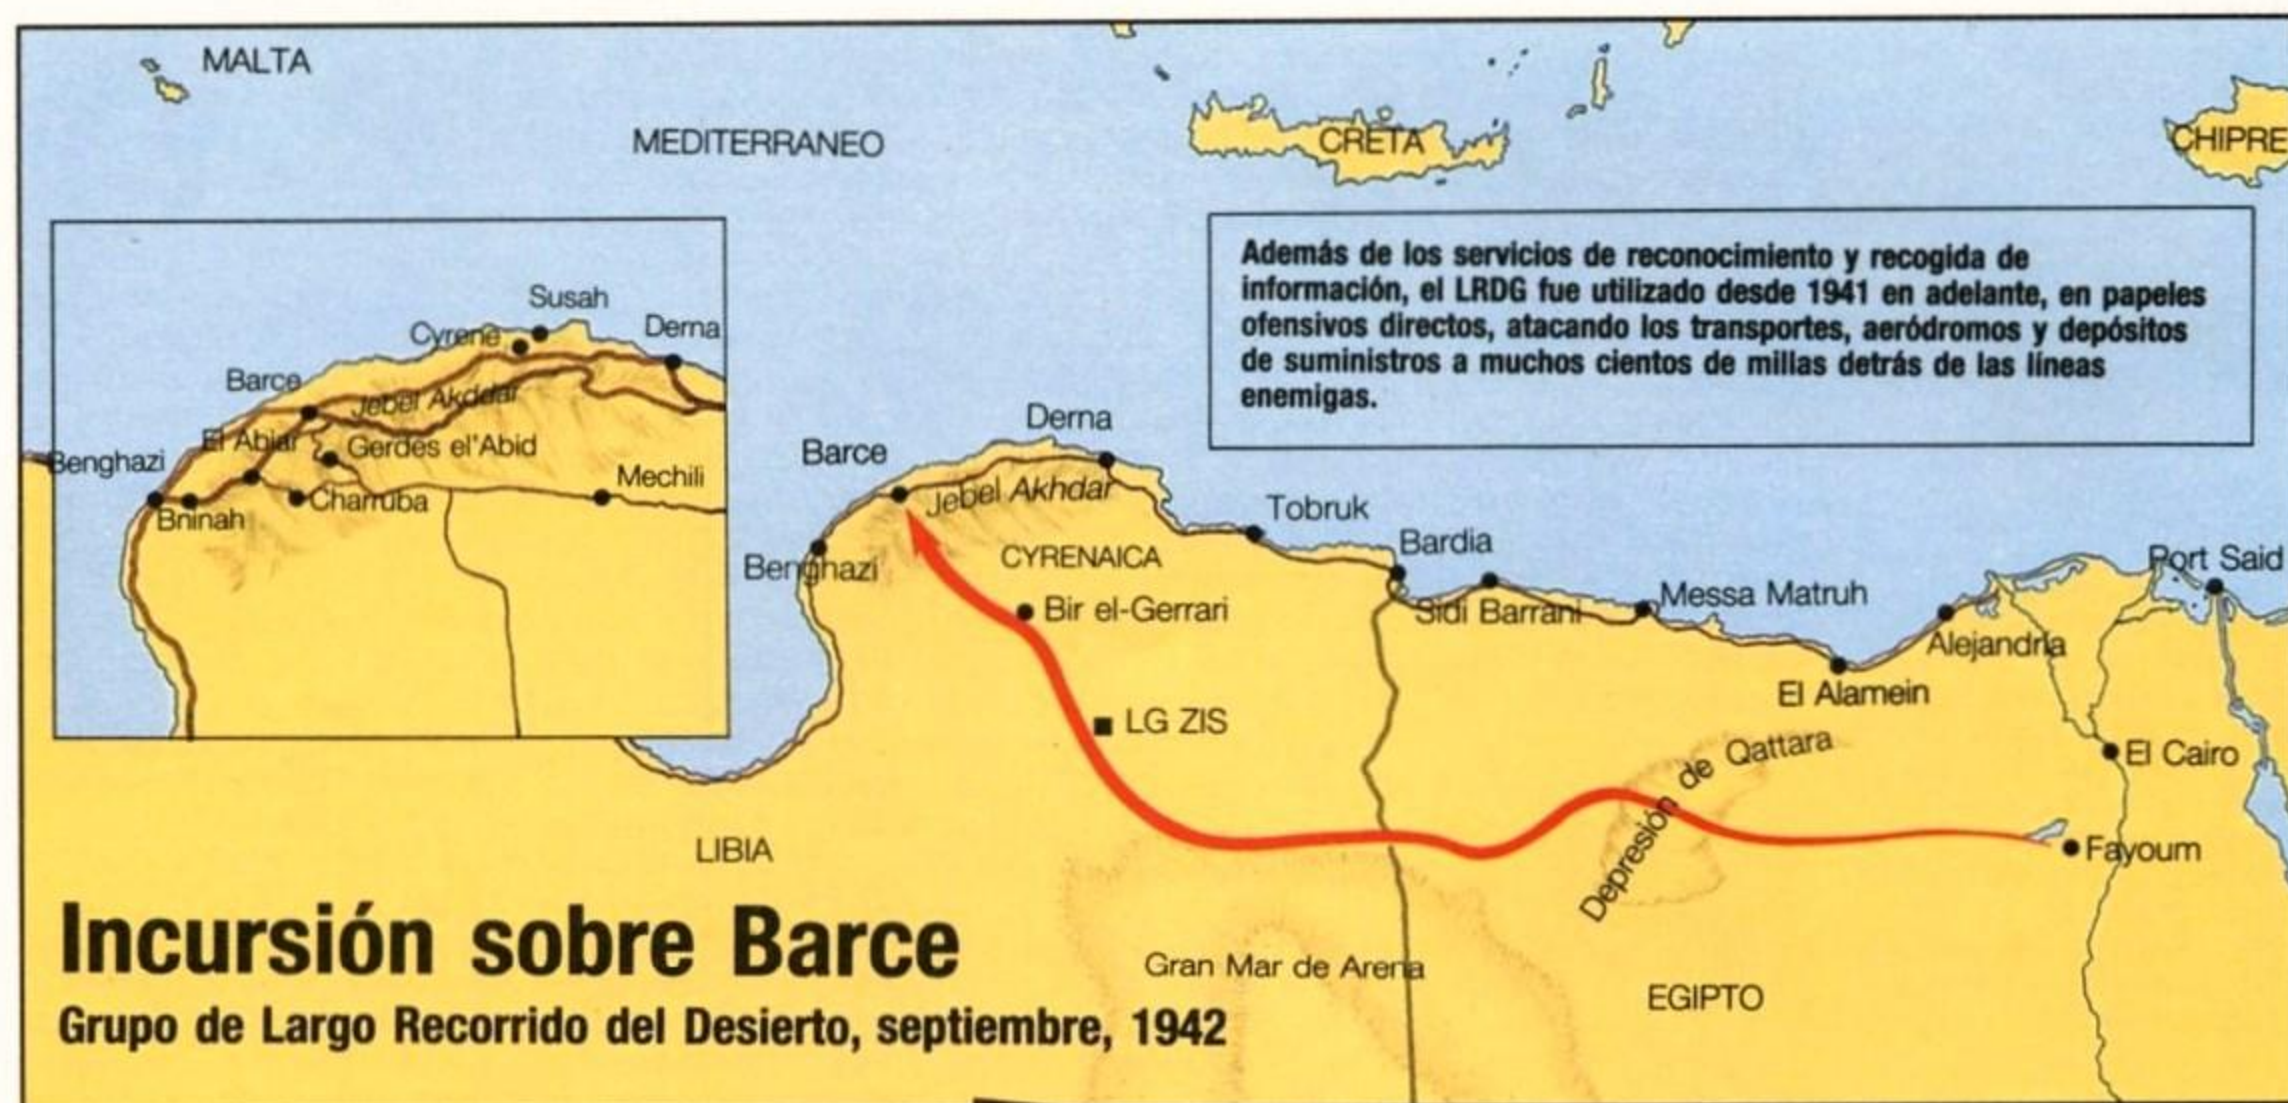 MALTA
MEDITERRANEO
CRETA
CHIPRE
Además de los servicios de reconocimiento y recogida de
información, el LRDG fue utilizado desde 1941 en adelante, en papeles
ofensivos directos, atacando los transportes, aeródromos y depósitos
de suministros a muchos cientos de millas detrás de las líneas
enemigas.
Susah
Cyrene
Derna
Barce
Jebel Akddar
El Abiar
Gerdes el'Abid
Benghazi
Mechili
Charruba
Bninah
Derna
Barce
Jebel Akhdar
Tobruk
Bardia
Benghazi
CYRENAICA
Port Said
Messa Matruh
Sidi Barrani
Bir el-Gerrari
Alejandría
El Alamein
LG ZIS
Depresión de Qattara
El Cairo
LIBIA
Fayoum
Gran Mar de Arena
EGIPTO
Incursión sobre Barce
Grupo de Largo Recorrido del Desierto, septiembre, 1942